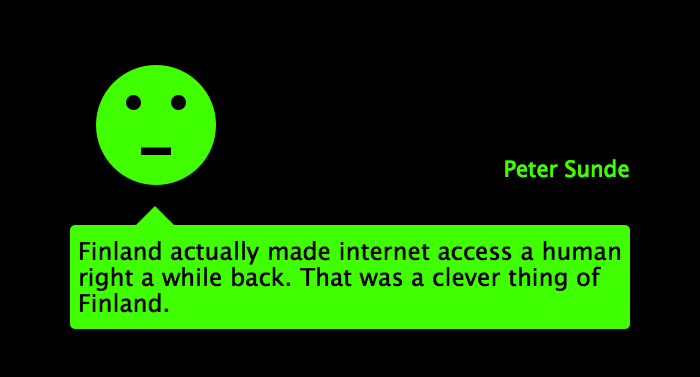 Peter Sunde
Finland actually made internet access a human
right a while back. That was a clever thing of
Finland.